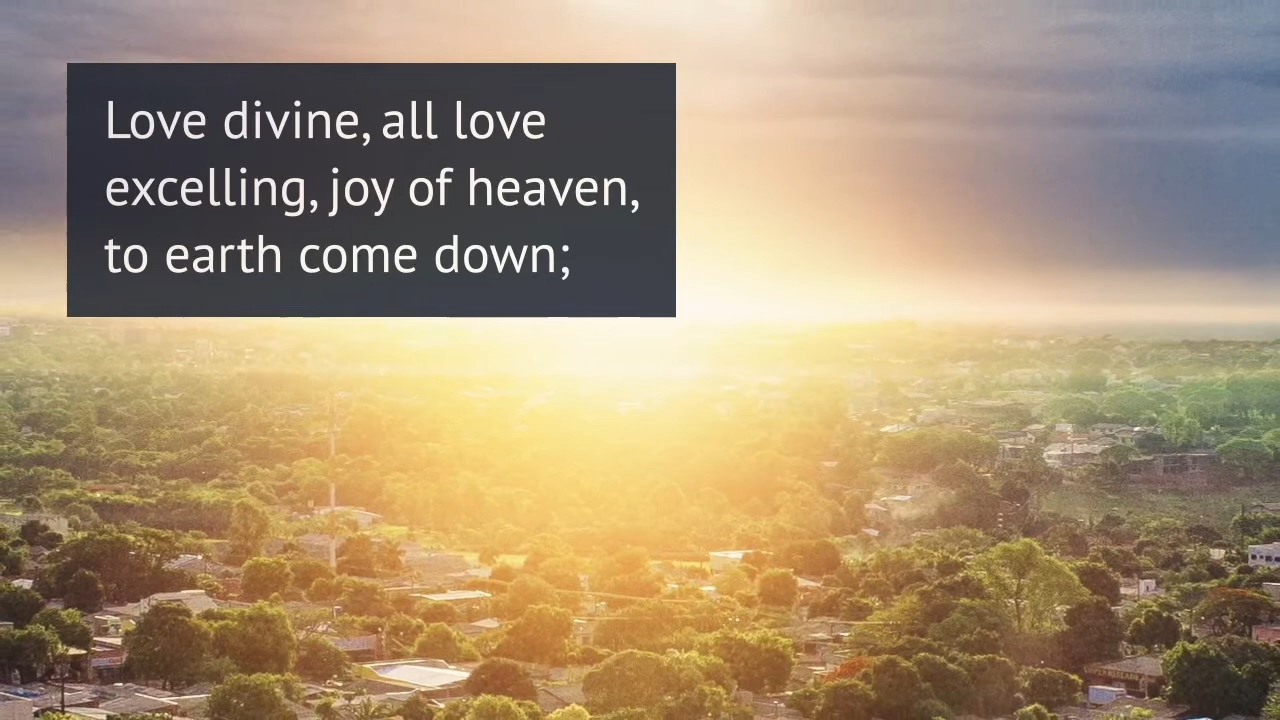 Love divine, all love
excelling, joy of heaven,
to earth come down;